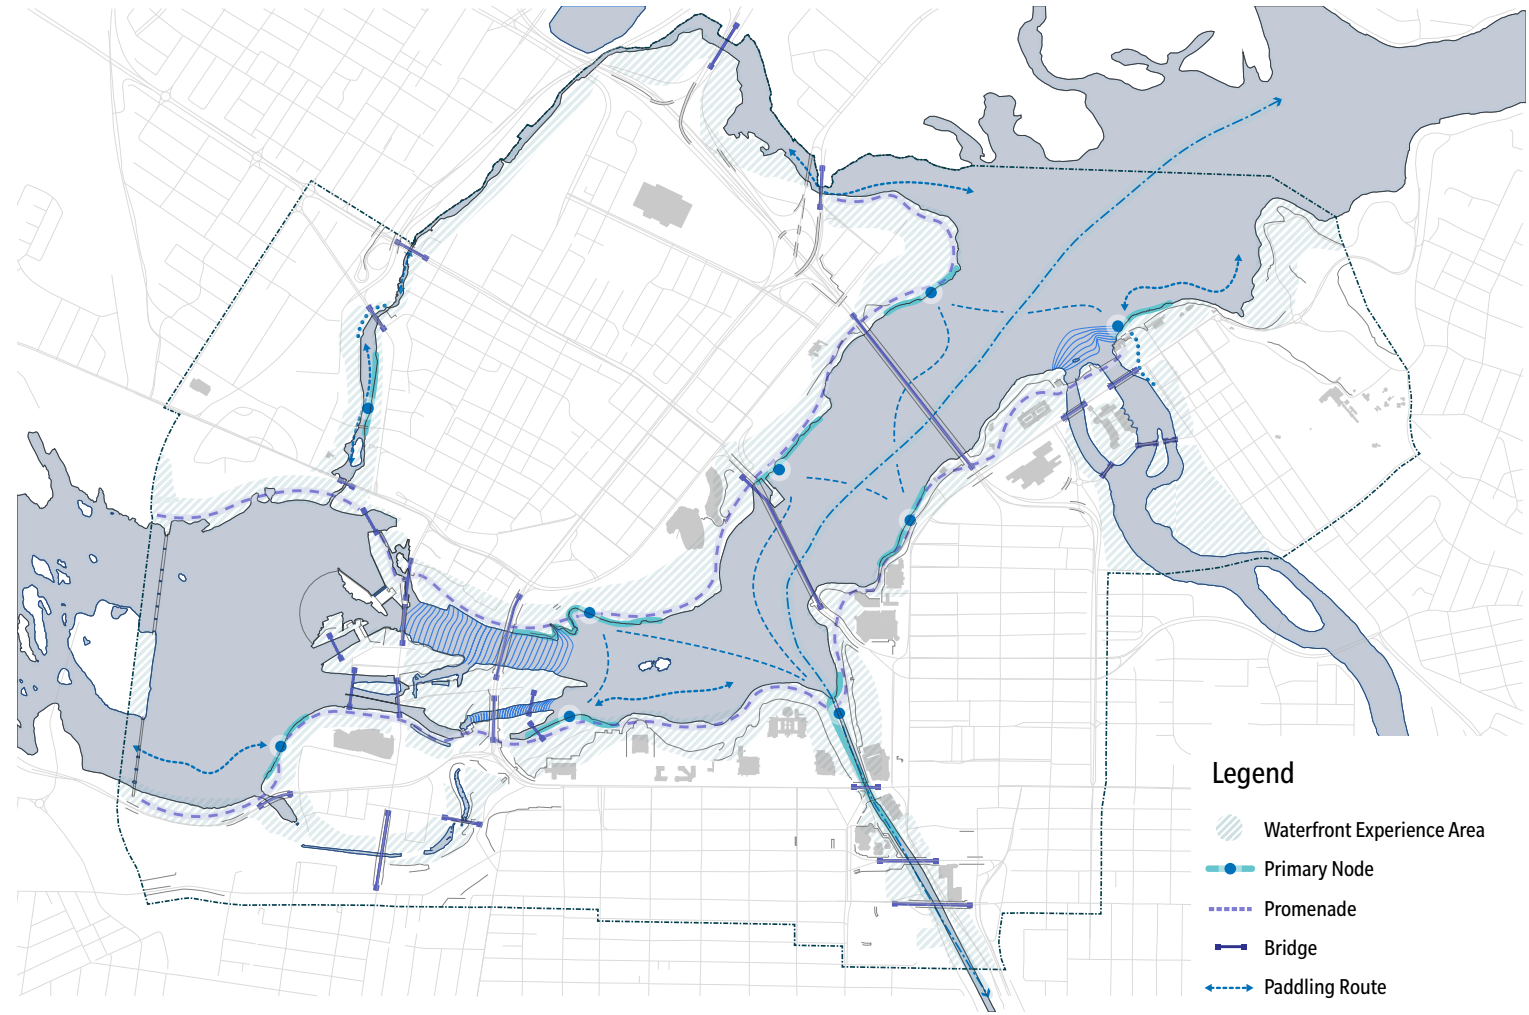 Legend
Waterfront Experience Area
Primary Node
Promenade
Bridge
Paddling Route